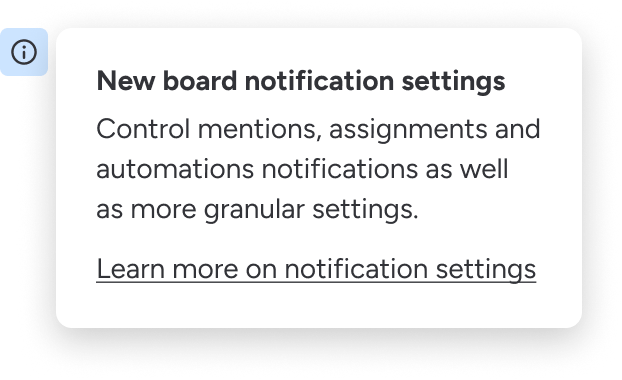 New board notification settings
Control mentions, assignments and
automations notifications as well
as more granular settings.
Learn more on notification settings